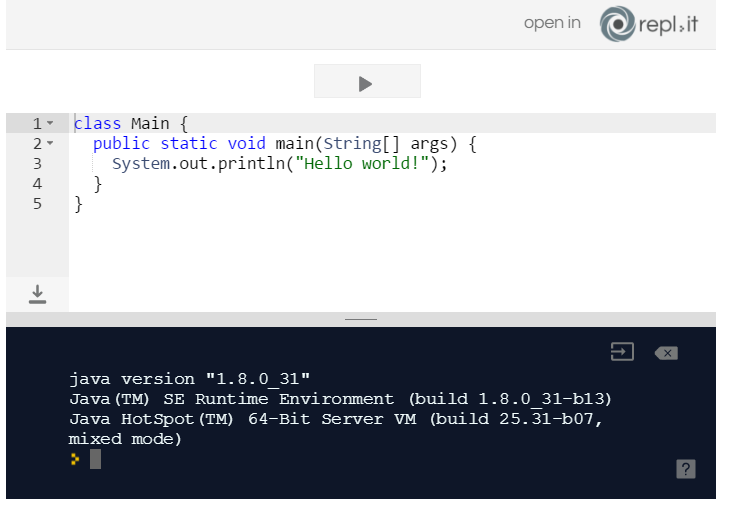 open in repl.it
1 class Main {
2   public static void main(String[] args) {
3     System.out.println("Hello world!");
4   }
5 }
java version "1.8.0_31"
Java(TM) SE Runtime Environment (build 1.8.0_31-b13)
Java HotSpot(TM) 64-Bit Server VM (build 25.31-b07,
mixed mode)
>
?